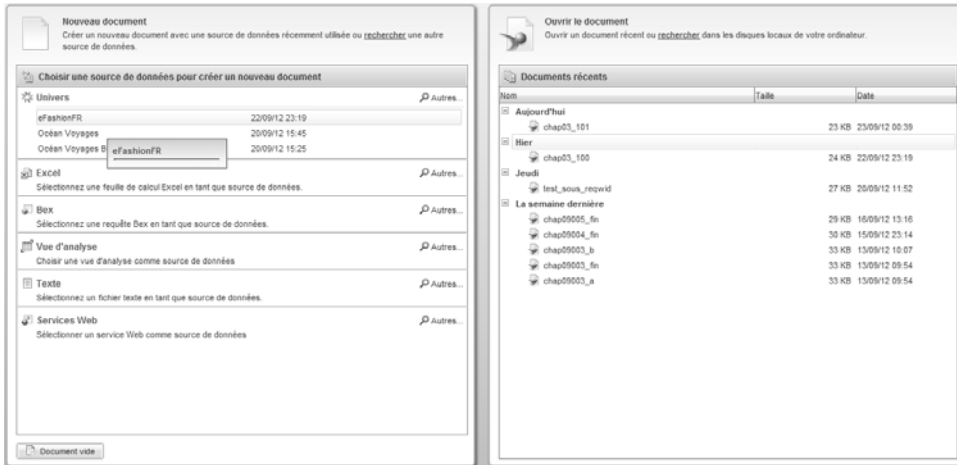 Nouveau document
Créer un nouveau document avec une source de données récemment utilisée ou rechercher une autre
source de données.
Choisir une source de données pour créer un nouveau document
Univers Autres...
eFashionFR 22/09/12 23:19
Océan Voyages 20/09/12 15:45
Océan Voyages B 20/09/12 15:25
eFashionFR
Excel Autres...
Sélectionnez une feuille de calcul Excel en tant que source de données.
Bex Autres...
Sélectionnez une requête Bex en tant que source de données.
Vue d'analyse Autres...
Choisir une vue d'analyse comme source de données
Texte Autres...
Sélectionnez un fichier texte en tant que source de données.
Services Web Autres...
Sélectionner un service Web comme source de données
Document vide
Ouvrir le document
Ouvrir un document récent ou rechercher dans les disques locaux de votre ordinateur.
Documents récents
Nom Taille Date
Aujourd'hui
chap03_101 23 KB 23/09/12 00:39
Hier
chap03_100 24 KB 22/09/12 23:19
Jeudi
test_sous_reqwid 27 KB 20/09/12 11:52
La semaine dernière
chap09005_fin 29 KB 16/09/12 13:16
chap09004_fin 30 KB 15/09/12 23:14
chap09003_b 33 KB 13/09/12 10:07
chap09003_fin 33 KB 13/09/12 09:54
chap09003_a 33 KB 13/09/12 09:54